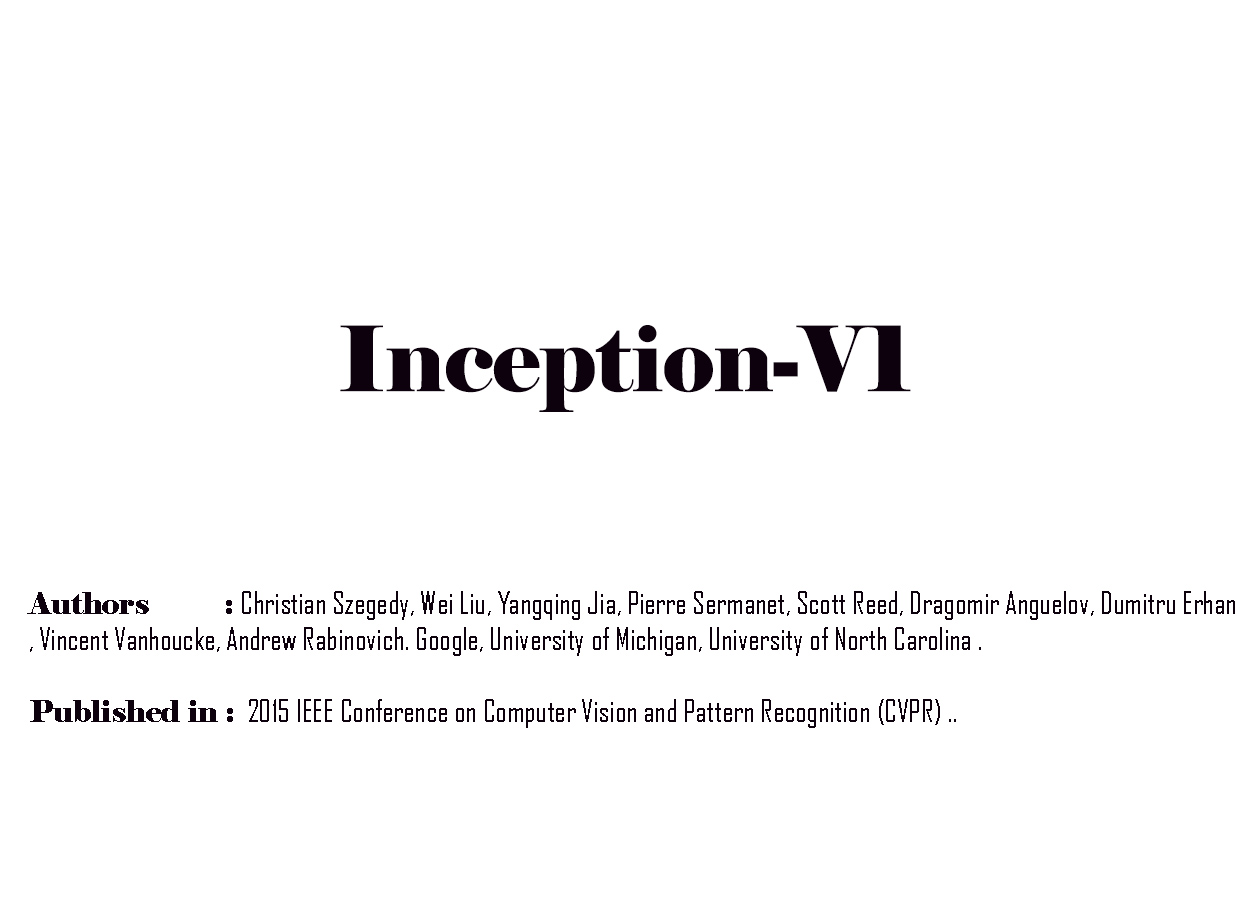 Inception-V1
Authors : Christian Szegedy, Wei Liu, Yangqing Jia, Pierre Sermanet, Scott Reed, Dragomir Anguelov, Dumitru Erhan
, Vincent Vanhoucke, Andrew Rabinovich. Google, University of Michigan, University of North Carolina .
Published in : 2015 IEEE Conference on Computer Vision and Pattern Recognition (CVPR) ..